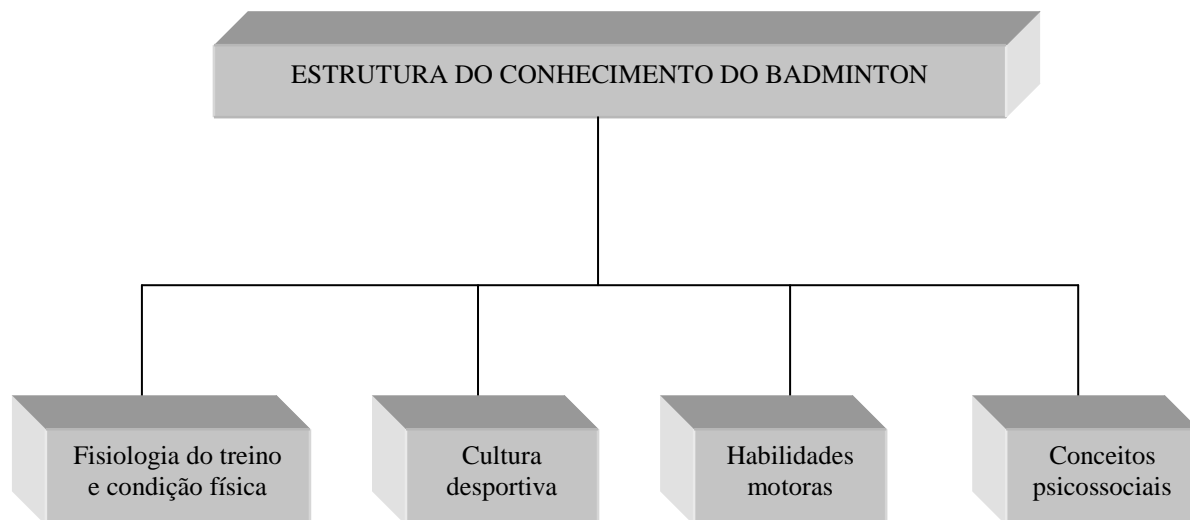 ESTRUTURA DO CONHECIMENTO DO BADMINTON
Fisiologia do treino
e condição física
Cultura
desportiva
Habilidades
motoras
Conceitos
psicossociais